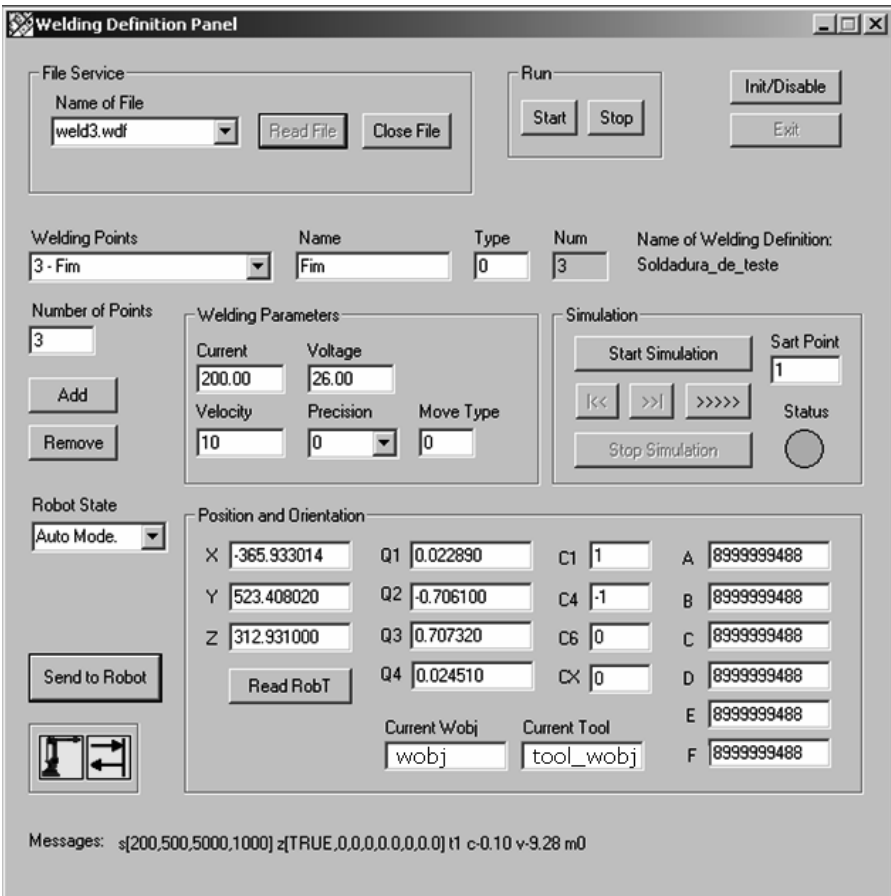 Welding Definition Panel
File Service
Name of File
weld3.wdf
Read File
Close File
Run
Start
Stop
Init/Disable
Exit
Welding Points
3 - Fim
Name
Fim
Type
0
Num
3
Name of Welding Definition:
Soldadura_de_teste
Number of Points
3
Add
Remove
Welding Parameters
Current
200.00
Voltage
26.00
Velocity
10
Precision
0
Move Type
0
Simulation
Start Simulation
Sart Point
1
|<<
>>|
>>>>>
Status
Stop Simulation
Robot State
Auto Mode.
Send to Robot
Position and Orientation
X -365.933014
Y 523.408020
Z 312.931000
Read RobT
Q1 0.022890
Q2 -0.706100
Q3 0.707320
Q4 0.024510
C1 1
C4 -1
C6 0
CX 0
A 8999999488
B 8999999488
C 8999999488
D 8999999488
E 8999999488
F 8999999488
Current Wobj
wobj
Current Tool
tool_wobj
Messages: s[200,500,5000,1000] z[TRUE,0,0,0,0.0,0,0.0] t1 c-0.10 v-9.28 m0